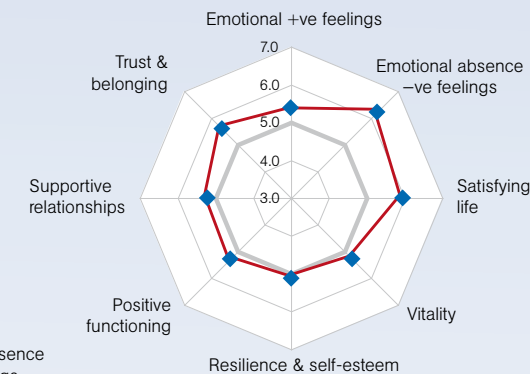 Emotional +ve feelings
7.0
Trust &
belonging
6.0
Emotional absence
–ve feelings
5.0
4.0
Supportive
relationships
3.0
Satisfying
life
Positive
functioning
Vitality
sence
Resilience & self-esteem